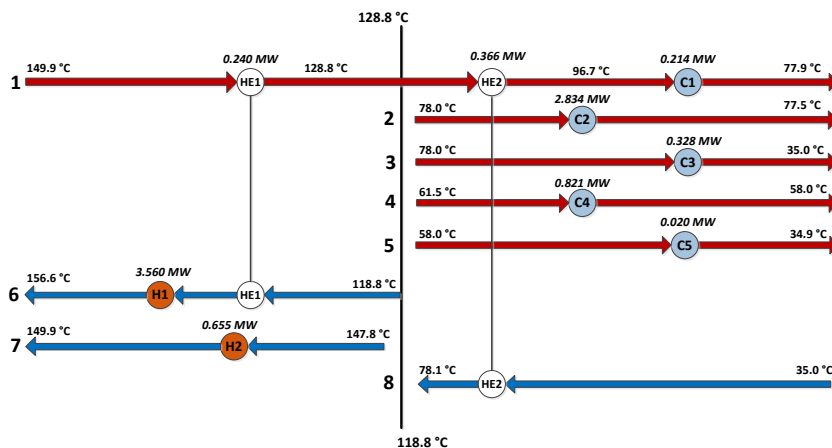 128.8 °C
0.240 MW 0.366 MW 0.214 MW
149.9 °C 128.8 °C 96.7 °C 77.9 °C
1 HE1 HE2 C1
2.834 MW
2 78.0 °C C2 77.5 °C
0.328 MW
3 78.0 °C C3 35.0 °C
0.821 MW
4 61.5 °C C4 58.0 °C
0.020 MW
5 58.0 °C C5 34.9 °C
3.560 MW
6 156.6 °C H1 HE1 118.8 °C
0.655 MW
7 149.9 °C H2 147.8 °C
8 78.1 °C HE2 35.0 °C
118.8 °C